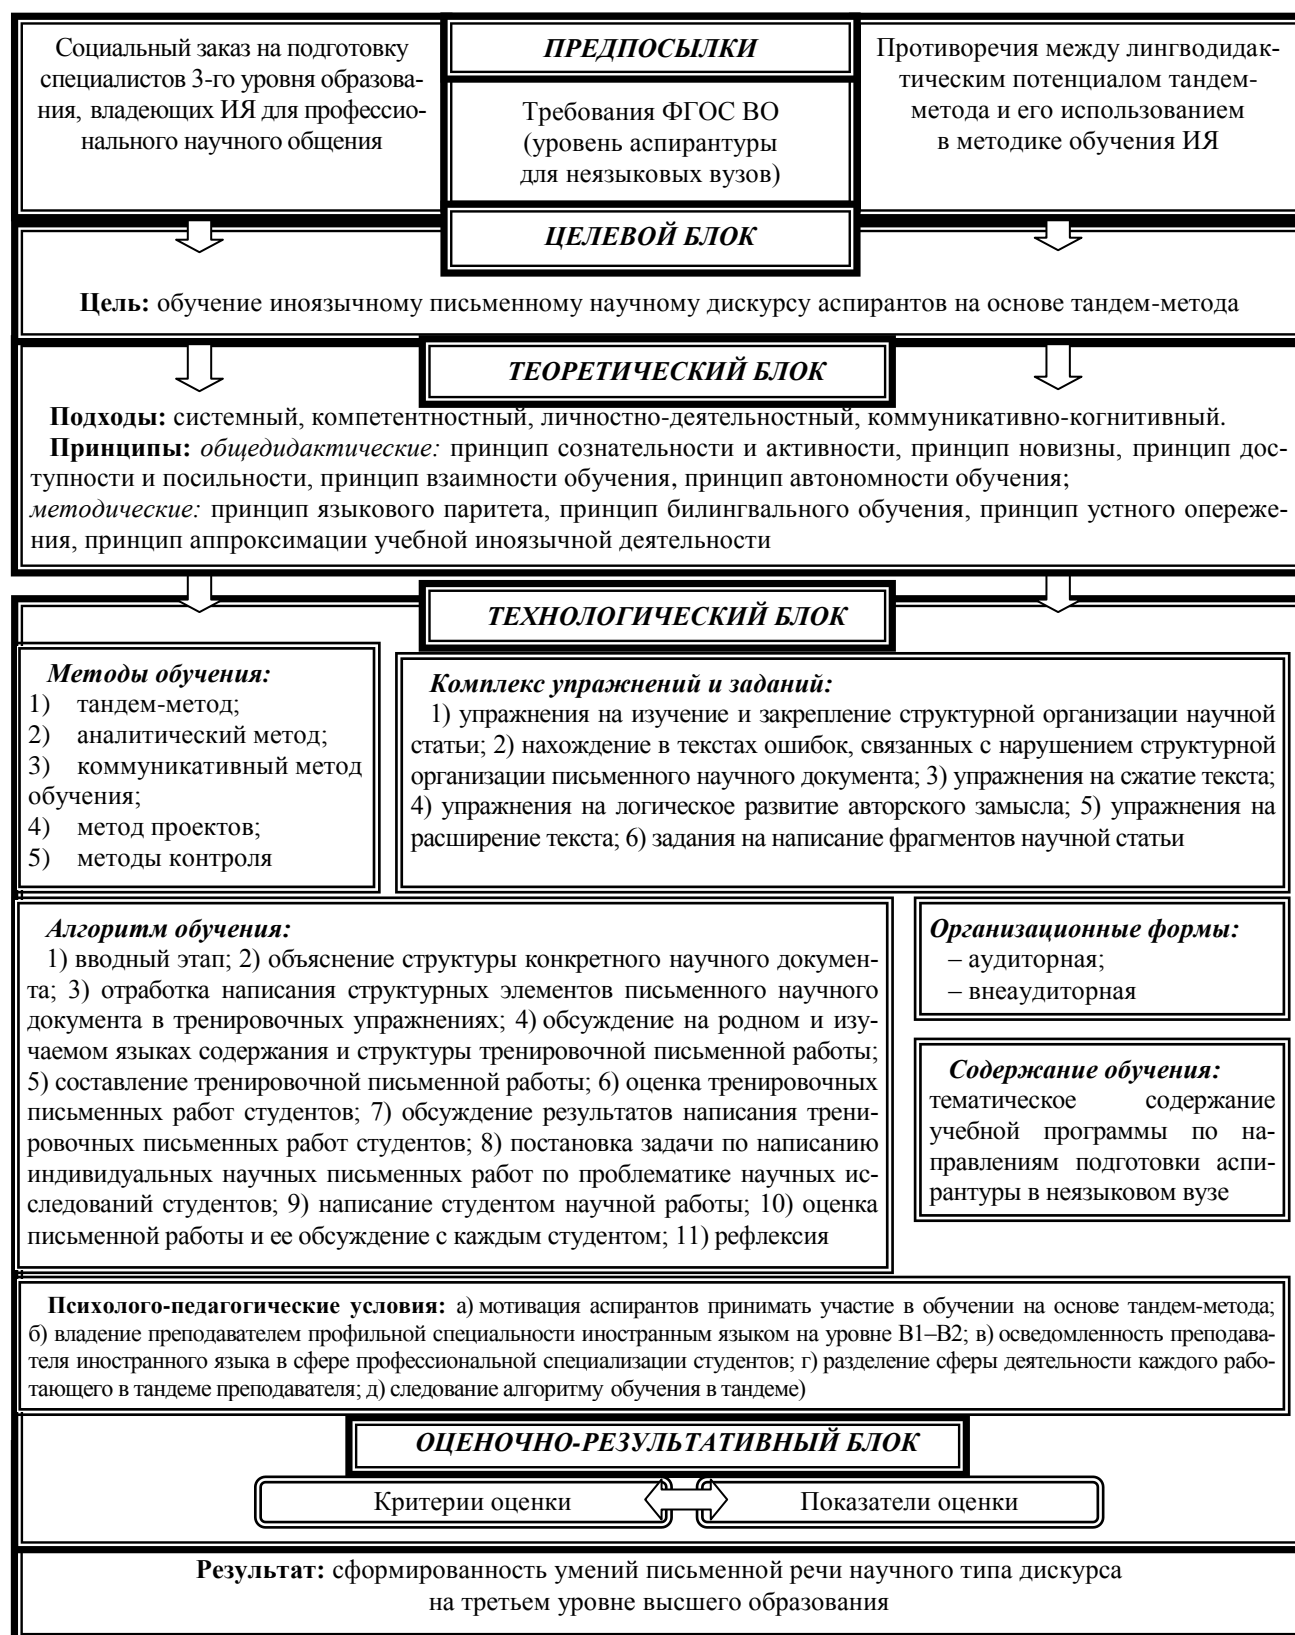 Социальный заказ на подготовку
специалистов 3-го уровня образова-
ния, владеющих ИЯ для професси-
онального научного общения
ПРЕДПОСЫЛКИ
Требования ФГОС ВО
(уровень аспирантуры
для неязыковых вузов)
Противоречия между лингводидак-
тическим потенциалом тандем-
метода и его использованием
в методике обучения ИЯ
ЦЕЛЕВОЙ БЛОК
Цель: обучение иноязычному письменному научному дискурсу аспирантов на основе тандем-метода
ТЕОРЕТИЧЕСКИЙ БЛОК
Подходы: системный, компетентностный, личностно-деятельностный, коммуникативно-когнитивный.
Принципы: общедидактические: принцип сознательности и активности, принцип новизны, принцип дос-
тупности и посильности, принцип взаимности обучения, принцип автономности обучения;
методические: принцип языкового паритета, принцип билингвального обучения, принцип устного опереже-
ния, принцип аппроксимации учебной иноязычной деятельности
ТЕХНОЛОГИЧЕСКИЙ БЛОК
Методы обучения:
1) тандем-метод;
2) аналитический метод;
3) коммуникативный метод
обучения;
4) метод проектов;
5) методы контроля
Комплекс упражнений и заданий:
1) упражнения на изучение и закрепление структурной организации научной
статьи; 2) нахождение в текстах ошибок, связанных с нарушением структурной
организации письменного научного документа; 3) упражнения на сжатие текста;
4) упражнения на логическое развитие авторского замысла; 5) упражнения на
расширение текста; 6) задания на написание фрагментов научной статьи
Алгоритм обучения:
1) вводный этап; 2) объяснение структуры конкретного научного докумен-
та; 3) отработка написания структурных элементов письменного научного
документа в тренировочных упражнениях; 4) обсуждение на родном и изу-
чаемом языках содержания и структуры тренировочной письменной работы;
5) составление тренировочной письменной работы; 6) оценка тренировочных
письменных работ студентов; 7) обсуждение результатов написания трени-
ровочных письменных работ студентов; 8) постановка задачи по написанию
индивидуальных научных письменных работ по проблематике научных ис-
следований студентов; 9) написание студентом научной работы; 10) оценка
письменной работы и ее обсуждение с каждым студентом; 11) рефлексия
Организационные формы:
– аудиторная;
– внеаудиторная
Содержание обучения:
тематическое содержание
учебной программы по на-
правлениям подготовки аспи-
рантуры в неязыковом вузе
Психолого-педагогические условия: а) мотивация аспирантов принимать участие в обучении на основе тандем-метода;
б) владение преподавателем профильной специальности иностранным языком на уровне В1–В2; в) осведомленность преподава-
теля иностранного языка в сфере профессиональной специализации студентов; г) разделение сферы деятельности каждого рабо-
тающего в тандеме преподавателя; д) следование алгоритму обучения в тандеме)
ОЦЕНОЧНО-РЕЗУЛЬТАТИВНЫЙ БЛОК
Критерии оценки
Показатели оценки
Результат: сформированность умений письменной речи научного типа дискурса
на третьем уровне высшего образования